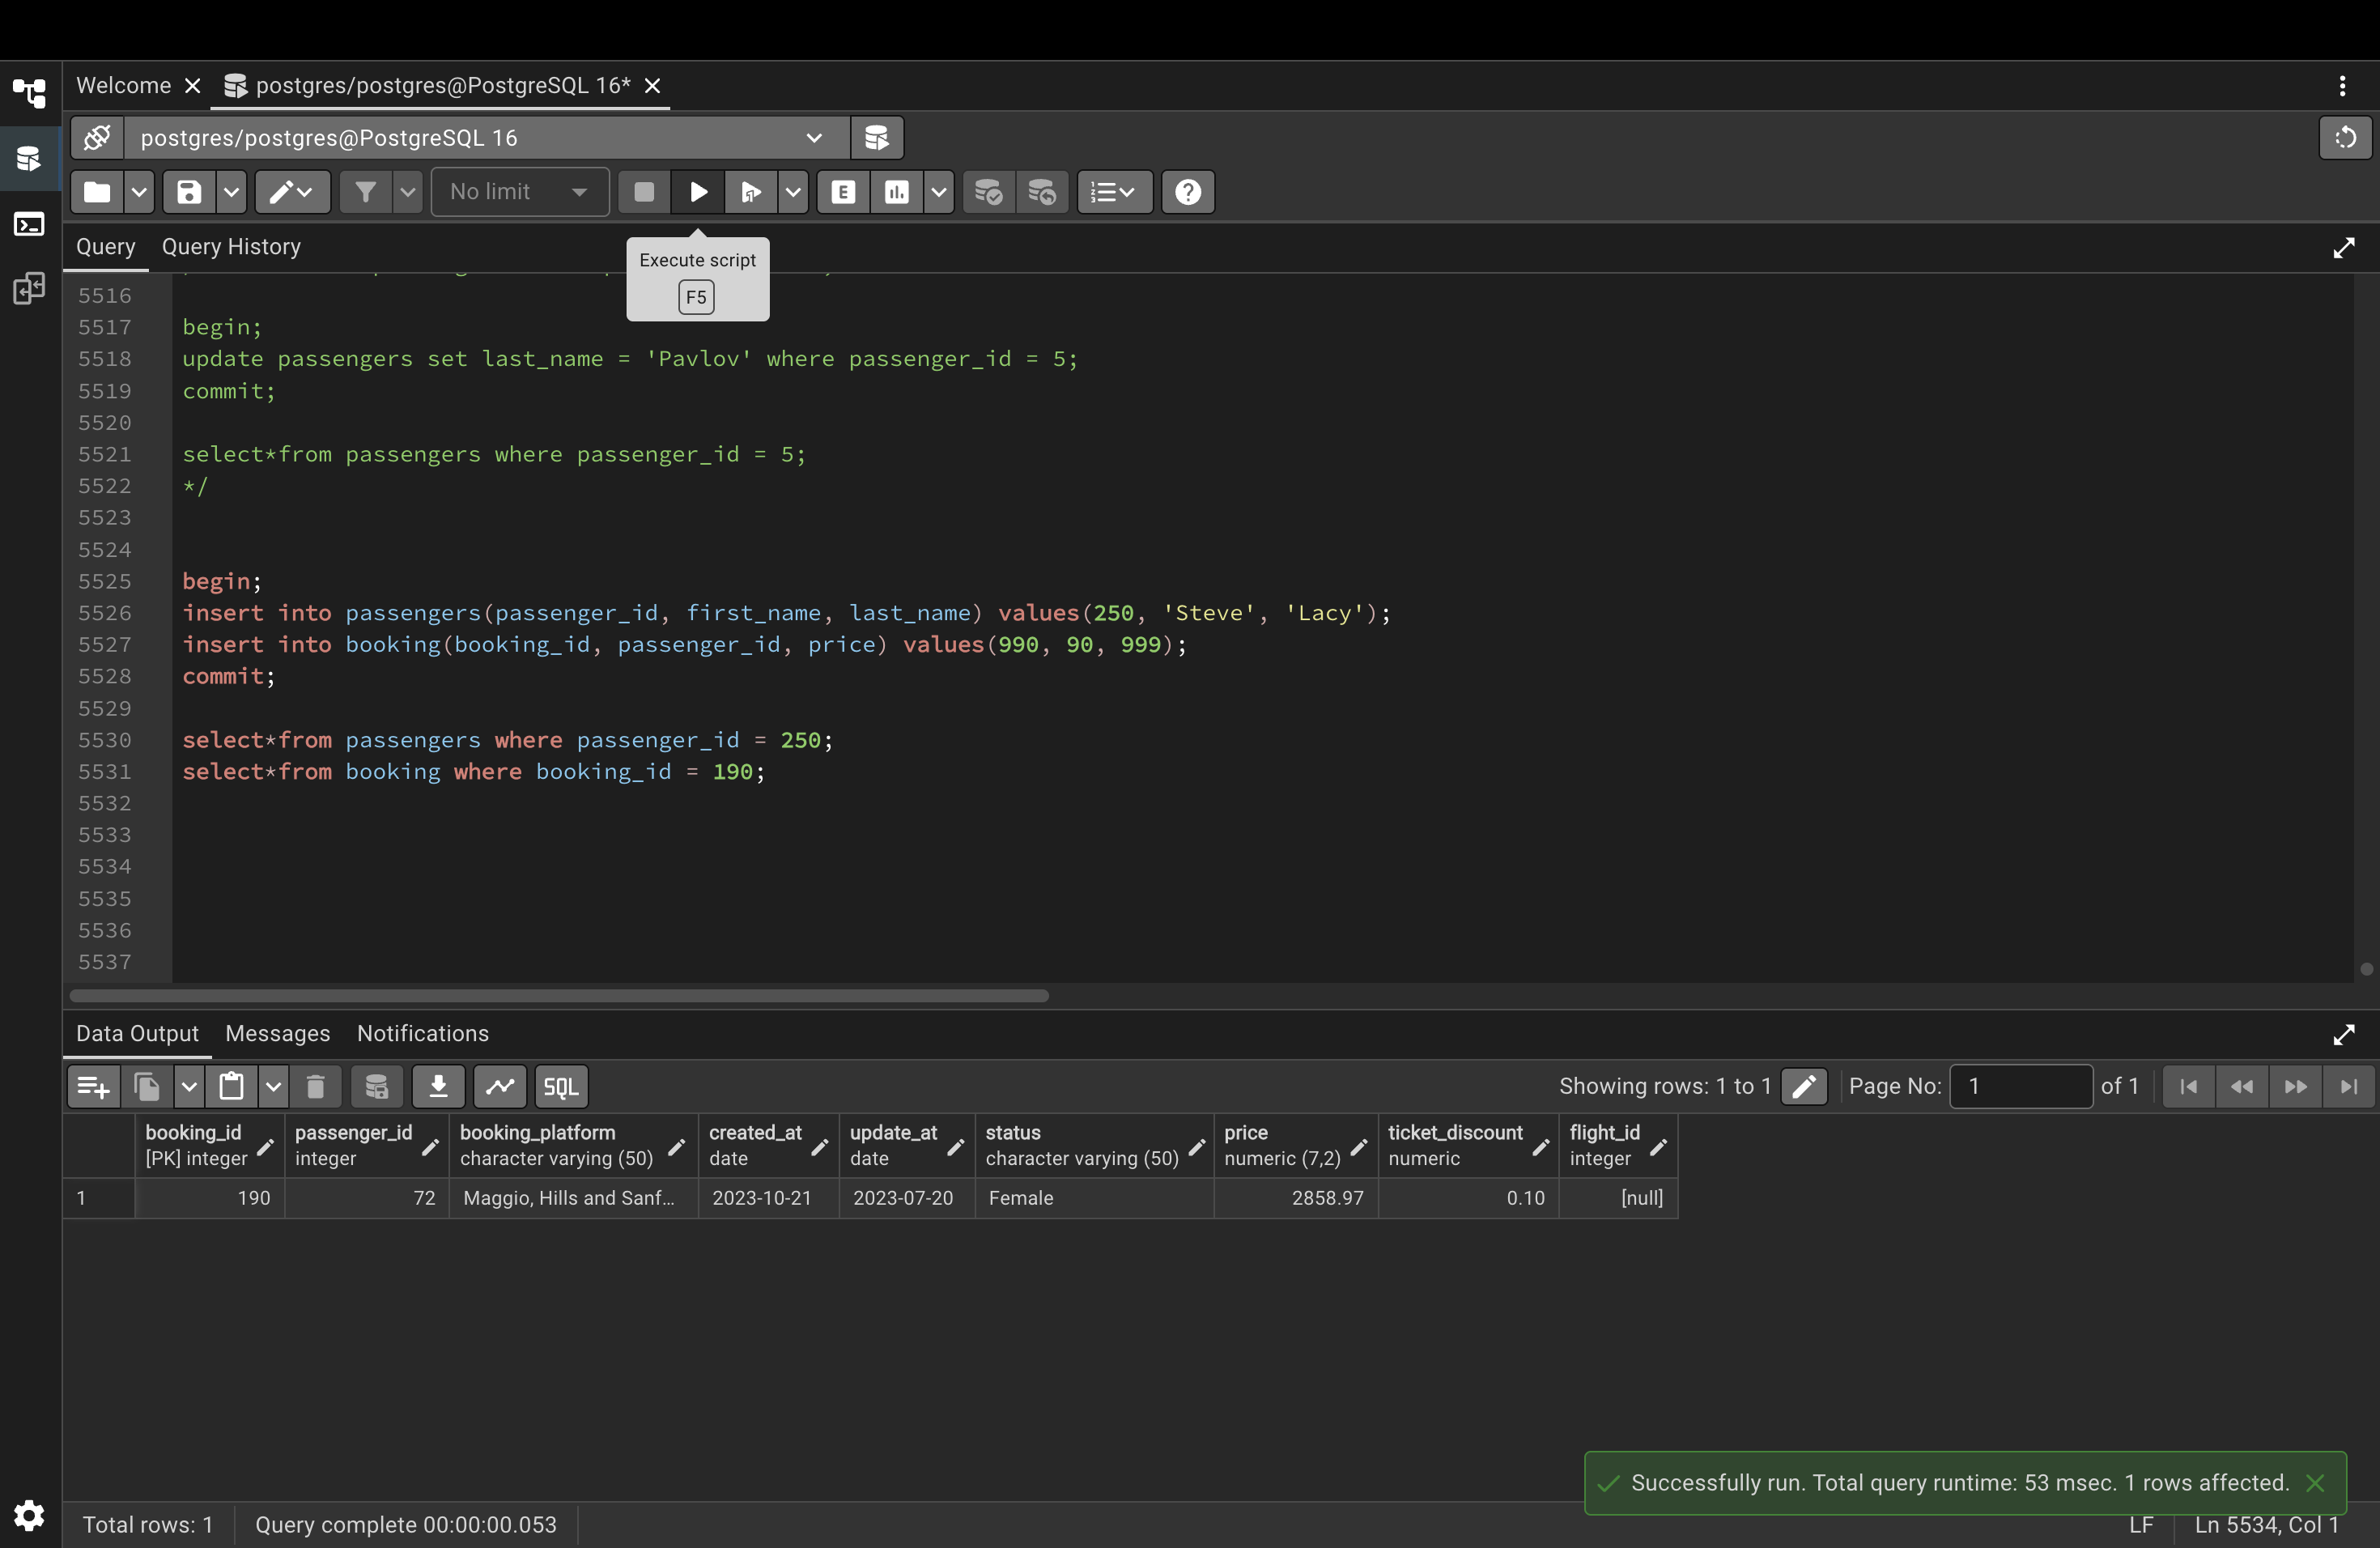 Welcome
postgres/postgres@PostgreSQL 16*
postgres/postgres@PostgreSQL 16
No limit
E
Query
Query History
Execute script
F5
5516
5517 begin;
5518 update passengers set last_name = 'Pavlov' where passenger_id = 5;
5519 commit;
5520
5521 select*from passengers where passenger_id = 5;
5522 */
5523
5524
5525 begin;
5526 insert into passengers(passenger_id, first_name, last_name) values(250, 'Steve', 'Lacy');
5527 insert into booking(booking_id, passenger_id, price) values(990, 90, 999);
5528 commit;
5529
5530 select*from passengers where passenger_id = 250;
5531 select*from booking where booking_id = 190;
5532
5533
5534
5535
5536
5537
Data Output
Messages
Notifications
SQL
Showing rows: 1 to 1
Page No: 1 of 1
booking_id [PK] integer
passenger_id integer
booking_platform character varying (50)
created_at date
update_at date
status character varying (50)
price numeric (7,2)
ticket_discount numeric
flight_id integer
1 190 72 Maggio, Hills and Sanf... 2023-10-21 2023-07-20 Female 2858.97 0.10 [null]
Successfully run. Total query runtime: 53 msec. 1 rows affected.
Total rows: 1
Query complete 00:00:00.053
LF
Ln 5534, Col 1